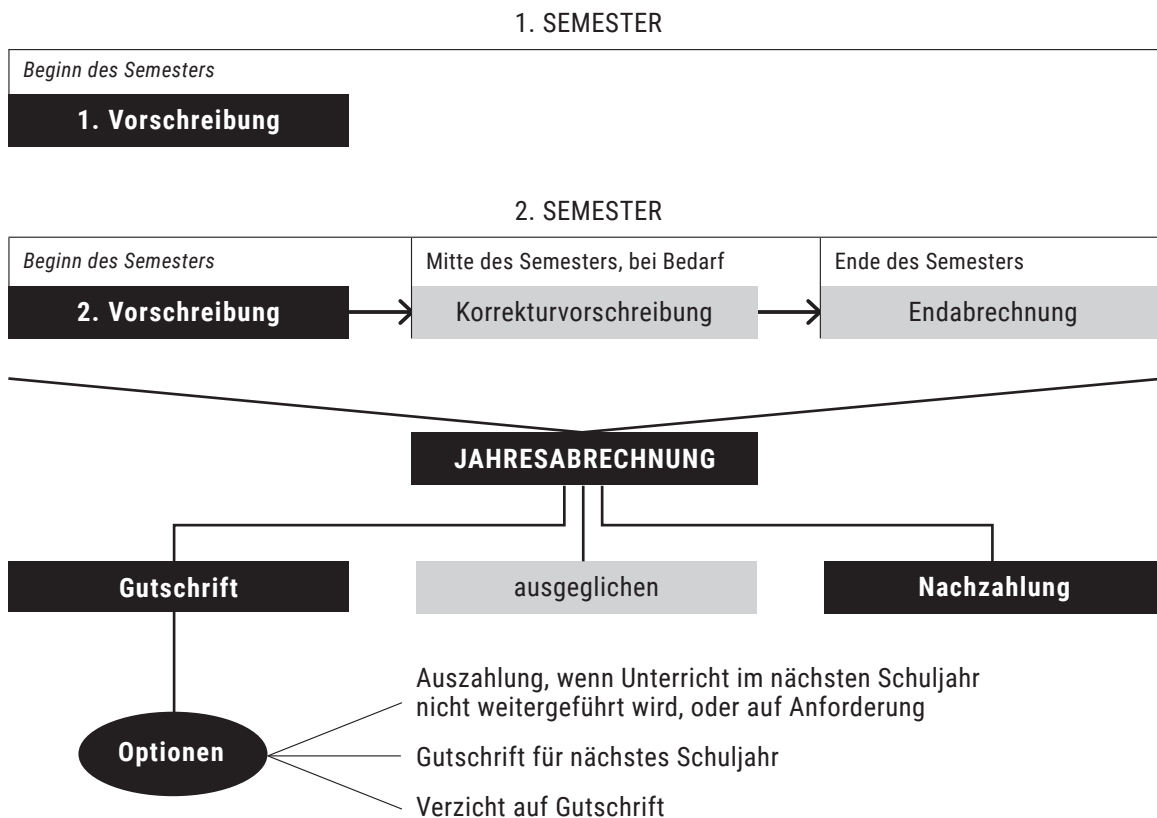 1. SEMESTER
Beginn des Semesters
1. Vorschreibung
2. SEMESTER
Beginn des Semesters
Mitte des Semesters, bei Bedarf
Ende des Semesters
2. Vorschreibung
Korrekturvorschreibung
Endabrechnung
JAHRESABRECHNUNG
Gutschrift
ausgeglichen
Nachzahlung
Optionen
Auszahlung, wenn Unterricht im nächsten Schuljahr
nicht weitergeführt wird, oder auf Anforderung
Gutschrift für nächstes Schuljahr
Verzicht auf Gutschrift